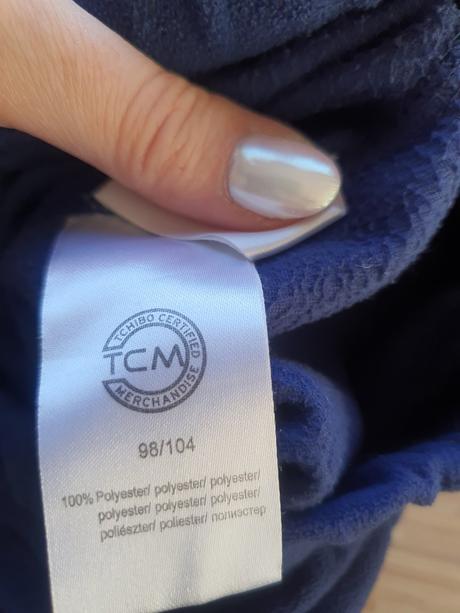 TCHIBO CERTIFIED
TCM
MERCHANDISE
98/104
100% Polyester/ polyester/ polyester/
polyester/ polyester/ polyester/
poliészter/ poliester/ полиэстер